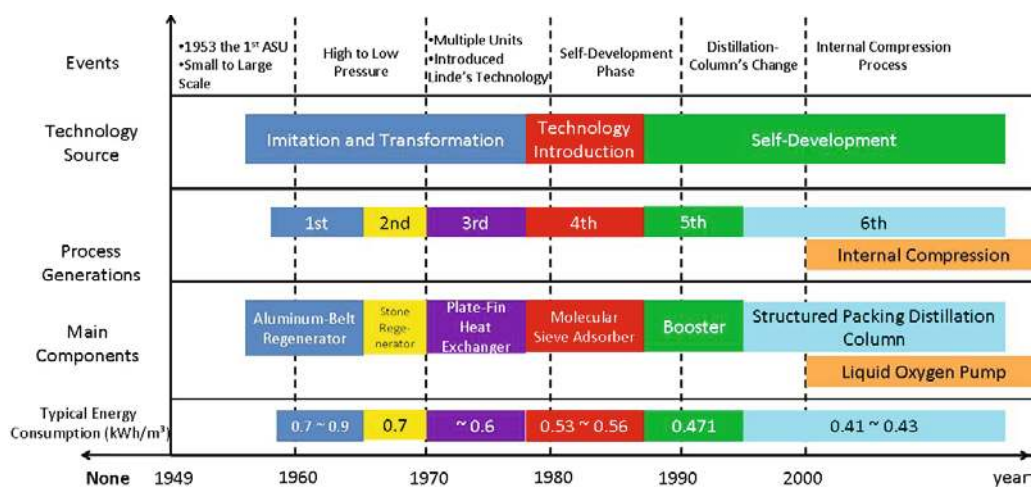 Events
•1953 the 1st ASU
•Small to Large
Scale
High to Low
Pressure
•Multiple Units
•Introduced
Linde's Technology
Self-Development
Phase
Distillation-
Column's Change
Internal Compression
Process
Technology
Source
Imitation and Transformation
Technology
Introduction
Self-Development
Process
Generations
1st
2nd
3rd
4th
5th
6th
Internal Compression
Main
Components
Aluminum-Belt
Regenerator
Stone
Rege-
nerator
Plate-Fin
Heat
Exchanger
Molecular
Sieve Adsorber
Booster
Structured Packing Distillation
Column
Liquid Oxygen Pump
Typical Energy
Consumption (kWh/m³)
0.7 ~ 0.9
0.7
~ 0.6
0.53 ~ 0.56
0.471
0.41 ~ 0.43
None 1949 1960 1970 1980 1990 2000 year